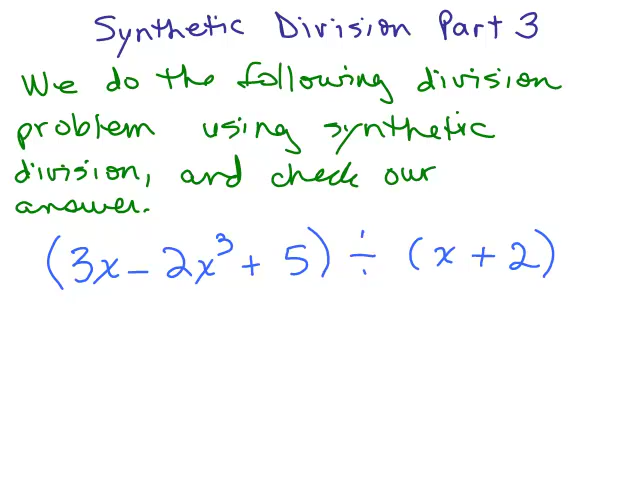 Synthetic Division Part 3
We do the following division
problem using synthetic
division, and check our
answer.
(3x - 2x³ + 5) ÷ (x + 2)